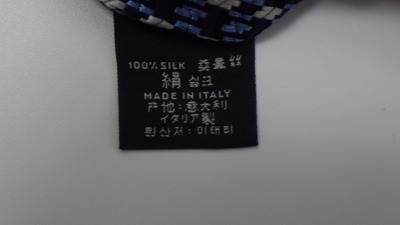 100% SILK 桑蚕丝
絹 실크
MADE IN ITALY
产地:意大利
イタリア製
원산지:이태리